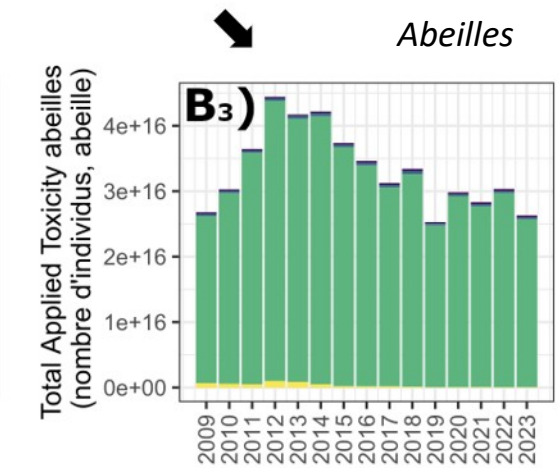 Abeilles
B₃)
Total Applied Toxicity abeilles
(nombre d'individus, abeille)
4e+16
3e+16
2e+16
1e+16
0e+00
2009
2010
2011
2012
2013
2014
2015
2016
2017
2018
2019
2020
2021
2022
2023